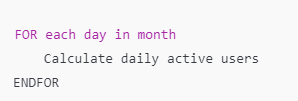 FOR each day in month
    Calculate daily active users
ENDFOR